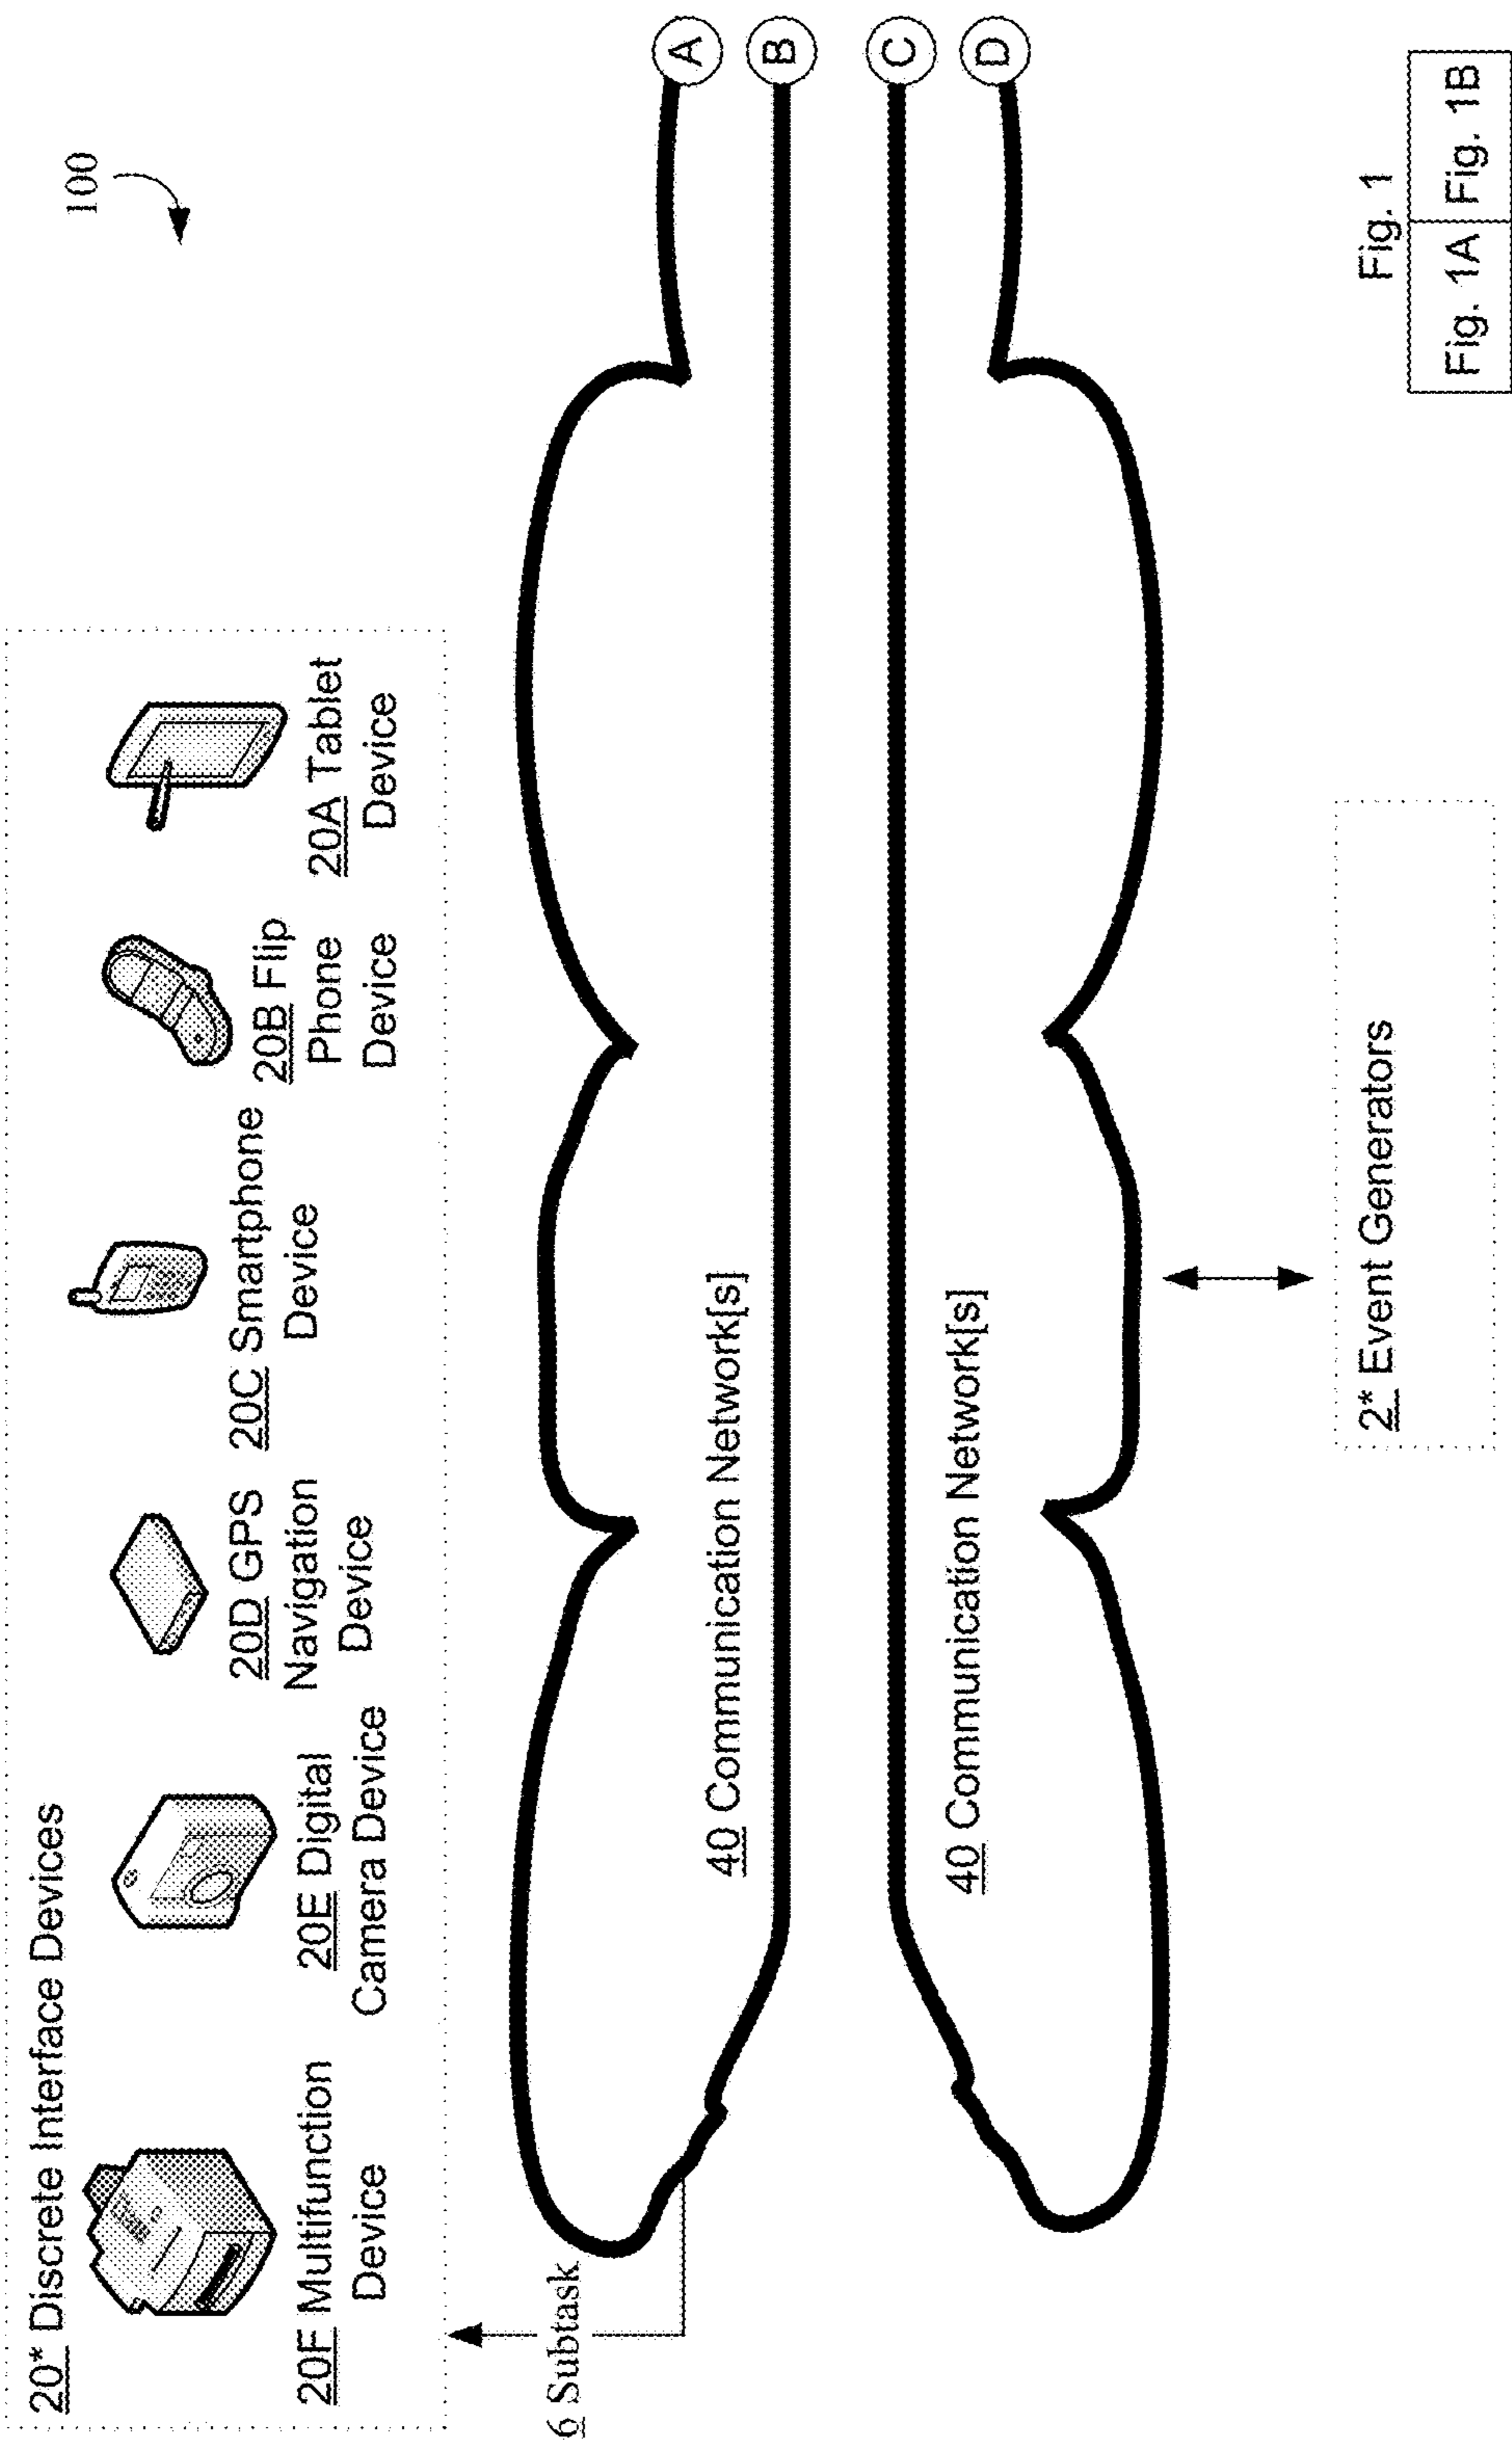 100
20* Discrete Interface Devices
20F Multifunction
Device
20E Digital
Camera Device
20D GPS
Navigation
Device
20C Smartphone
Device
20B Flip
Phone
Device
20A Tablet
Device
6 Subtask
40 Communication Network[s]
A
B
C
D
40 Communication Network[s]
2* Event Generators
Fig. 1
Fig. 1A Fig. 1B